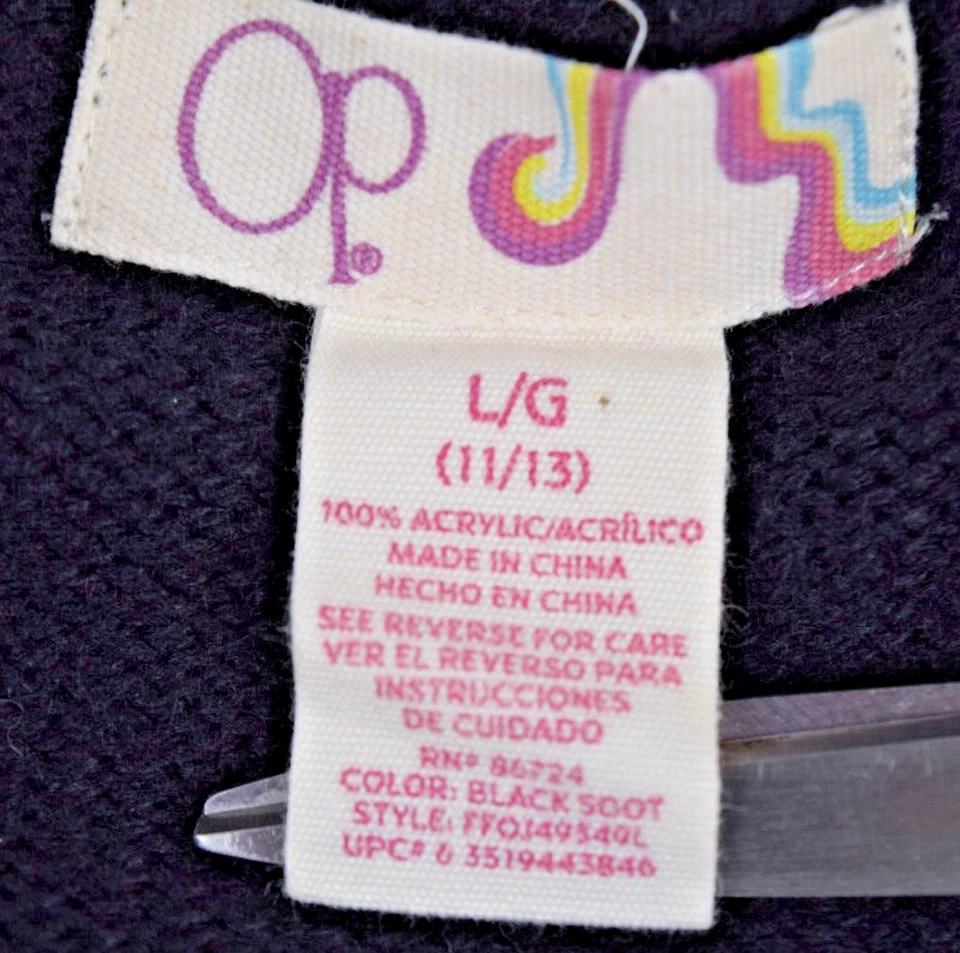 Op®
L/G
(11/13)
100% ACRYLIC/ACRÍLICO
MADE IN CHINA
HECHO EN CHINA
SEE REVERSE FOR CARE
VER EL REVERSO PARA
INSTRUCCIONES
DE CUIDADO
RN# 86724
COLOR: BLACK SOOT
STYLE:
UPC# 6 3519443846